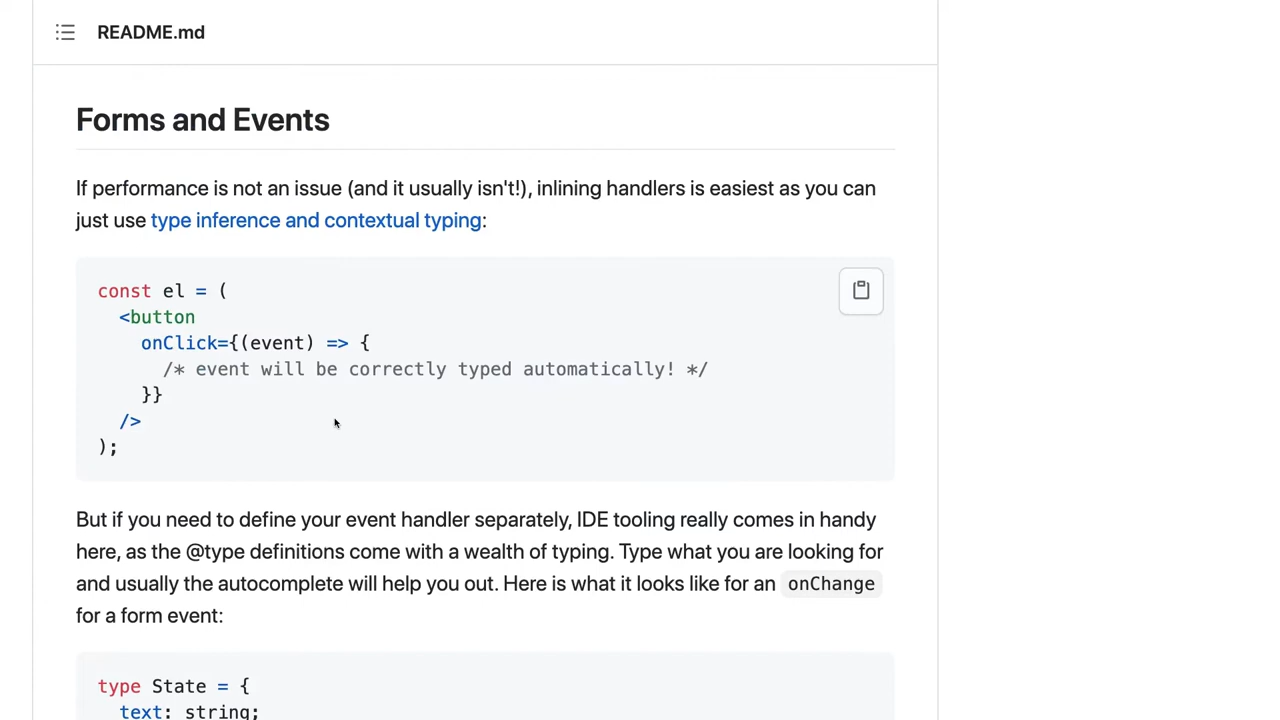 README.md
Forms and Events
If performance is not an issue (and it usually isn't!), inlining handlers is easiest as you can
just use type inference and contextual typing:
const el = (
  <button
    onClick={(event) => {
      /* event will be correctly typed automatically! */
    }}
  />
);
But if you need to define your event handler separately, IDE tooling really comes in handy
here, as the @type definitions come with a wealth of typing. Type what you are looking for
and usually the autocomplete will help you out. Here is what it looks like for an onChange
for a form event:
type State = {
  text: string;